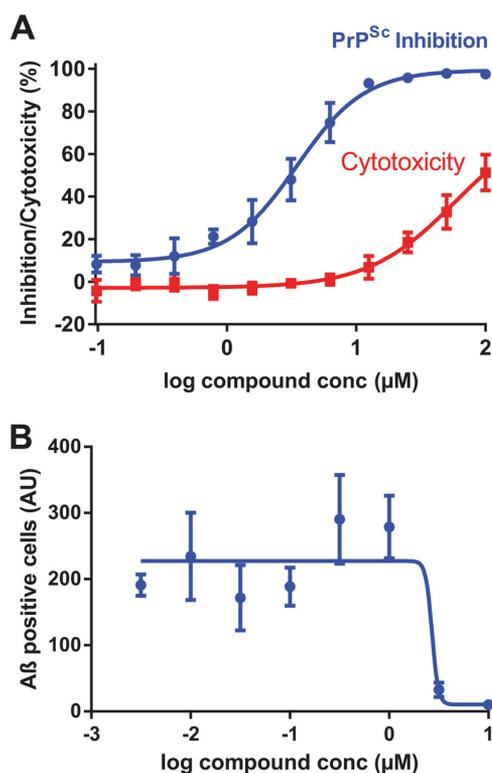 A
PrP^Sc Inhibition
Inhibition/Cytotoxicity (%)
100
80
60
40
20
0
-20
Cytotoxicity
-1
0
1
2
log compound conc (µM)
B
Aß positive cells (AU)
400
300
200
100
0
-3
-2
-1
0
1
log compound conc (µM)